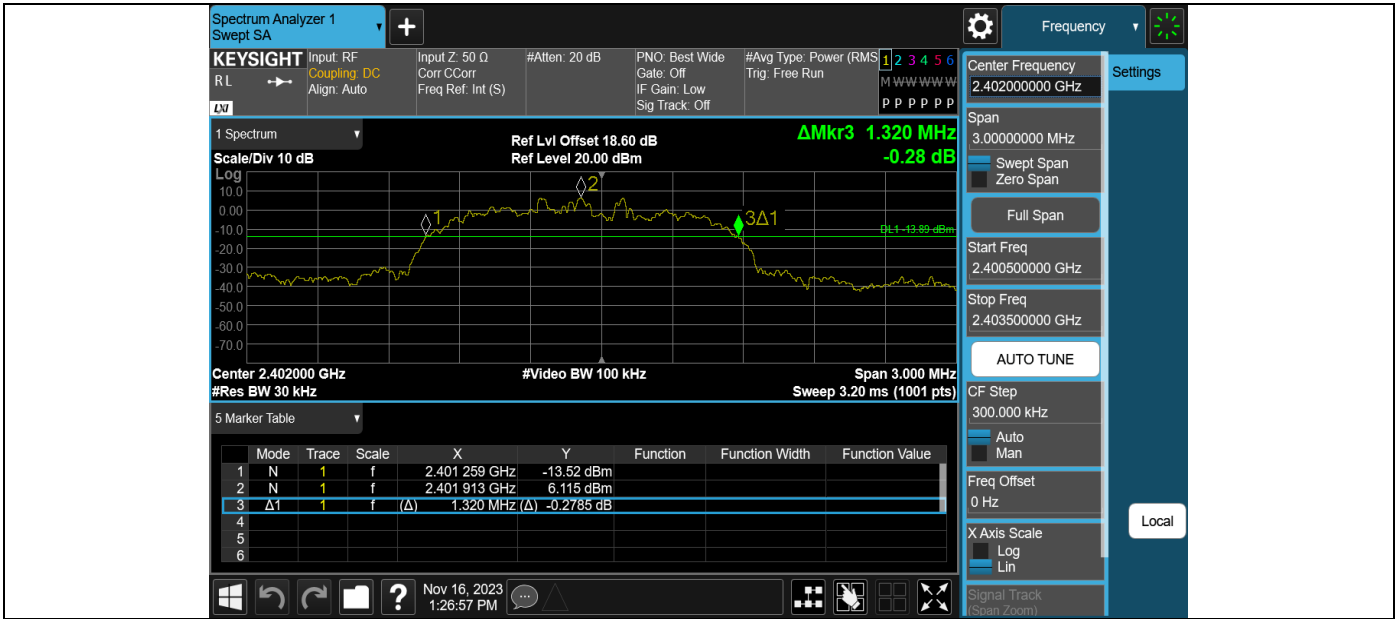 Spectrum Analyzer 1
Swept SA
+
Frequency
KEYSIGHT
RL
LXI
Input: RF
Coupling: DC
Align: Auto
Input Z: 50 Ω
Corr CCorr
Freq Ref: Int (S)
#Atten: 20 dB
PNO: Best Wide
Gate: Off
IF Gain: Low
Sig Track: Off
#Avg Type: Power (RMS
Trig: Free Run
1 2 3 4 5 6
M W W W W W
P P P P P P
1 Spectrum
Scale/Div 10 dB
Ref Lvl Offset 18.60 dB
Ref Level 20.00 dBm
ΔMkr3 1.320 MHz
-0.28 dB
Log
10.0
0.00
-10.0
-20.0
-30.0
-40.0
-50.0
-60.0
-70.0
1
2
3Δ1
DL1 -13.89 dBm
Center 2.402000 GHz
#Video BW 100 kHz
Span 3.000 MHz
#Res BW 30 kHz
Sweep 3.20 ms (1001 pts)
5 Marker Table
Mode Trace Scale X Y Function Function Width Function Value
1 N 1 f 2.401 259 GHz -13.52 dBm
2 N 1 f 2.401 913 GHz 6.115 dBm
3 Δ1 1 f (Δ) 1.320 MHz (Δ) -0.2785 dB
4
5
6
?
Nov 16, 2023
1:26:57 PM
Center Frequency
2.402000000 GHz
Span
3.00000000 MHz
Swept Span
Zero Span
Full Span
Start Freq
2.400500000 GHz
Stop Freq
2.403500000 GHz
AUTO TUNE
CF Step
300.000 kHz
Auto
Man
Freq Offset
0 Hz
X Axis Scale
Log
Lin
Signal Track
(Span Zoom)
Settings
Local